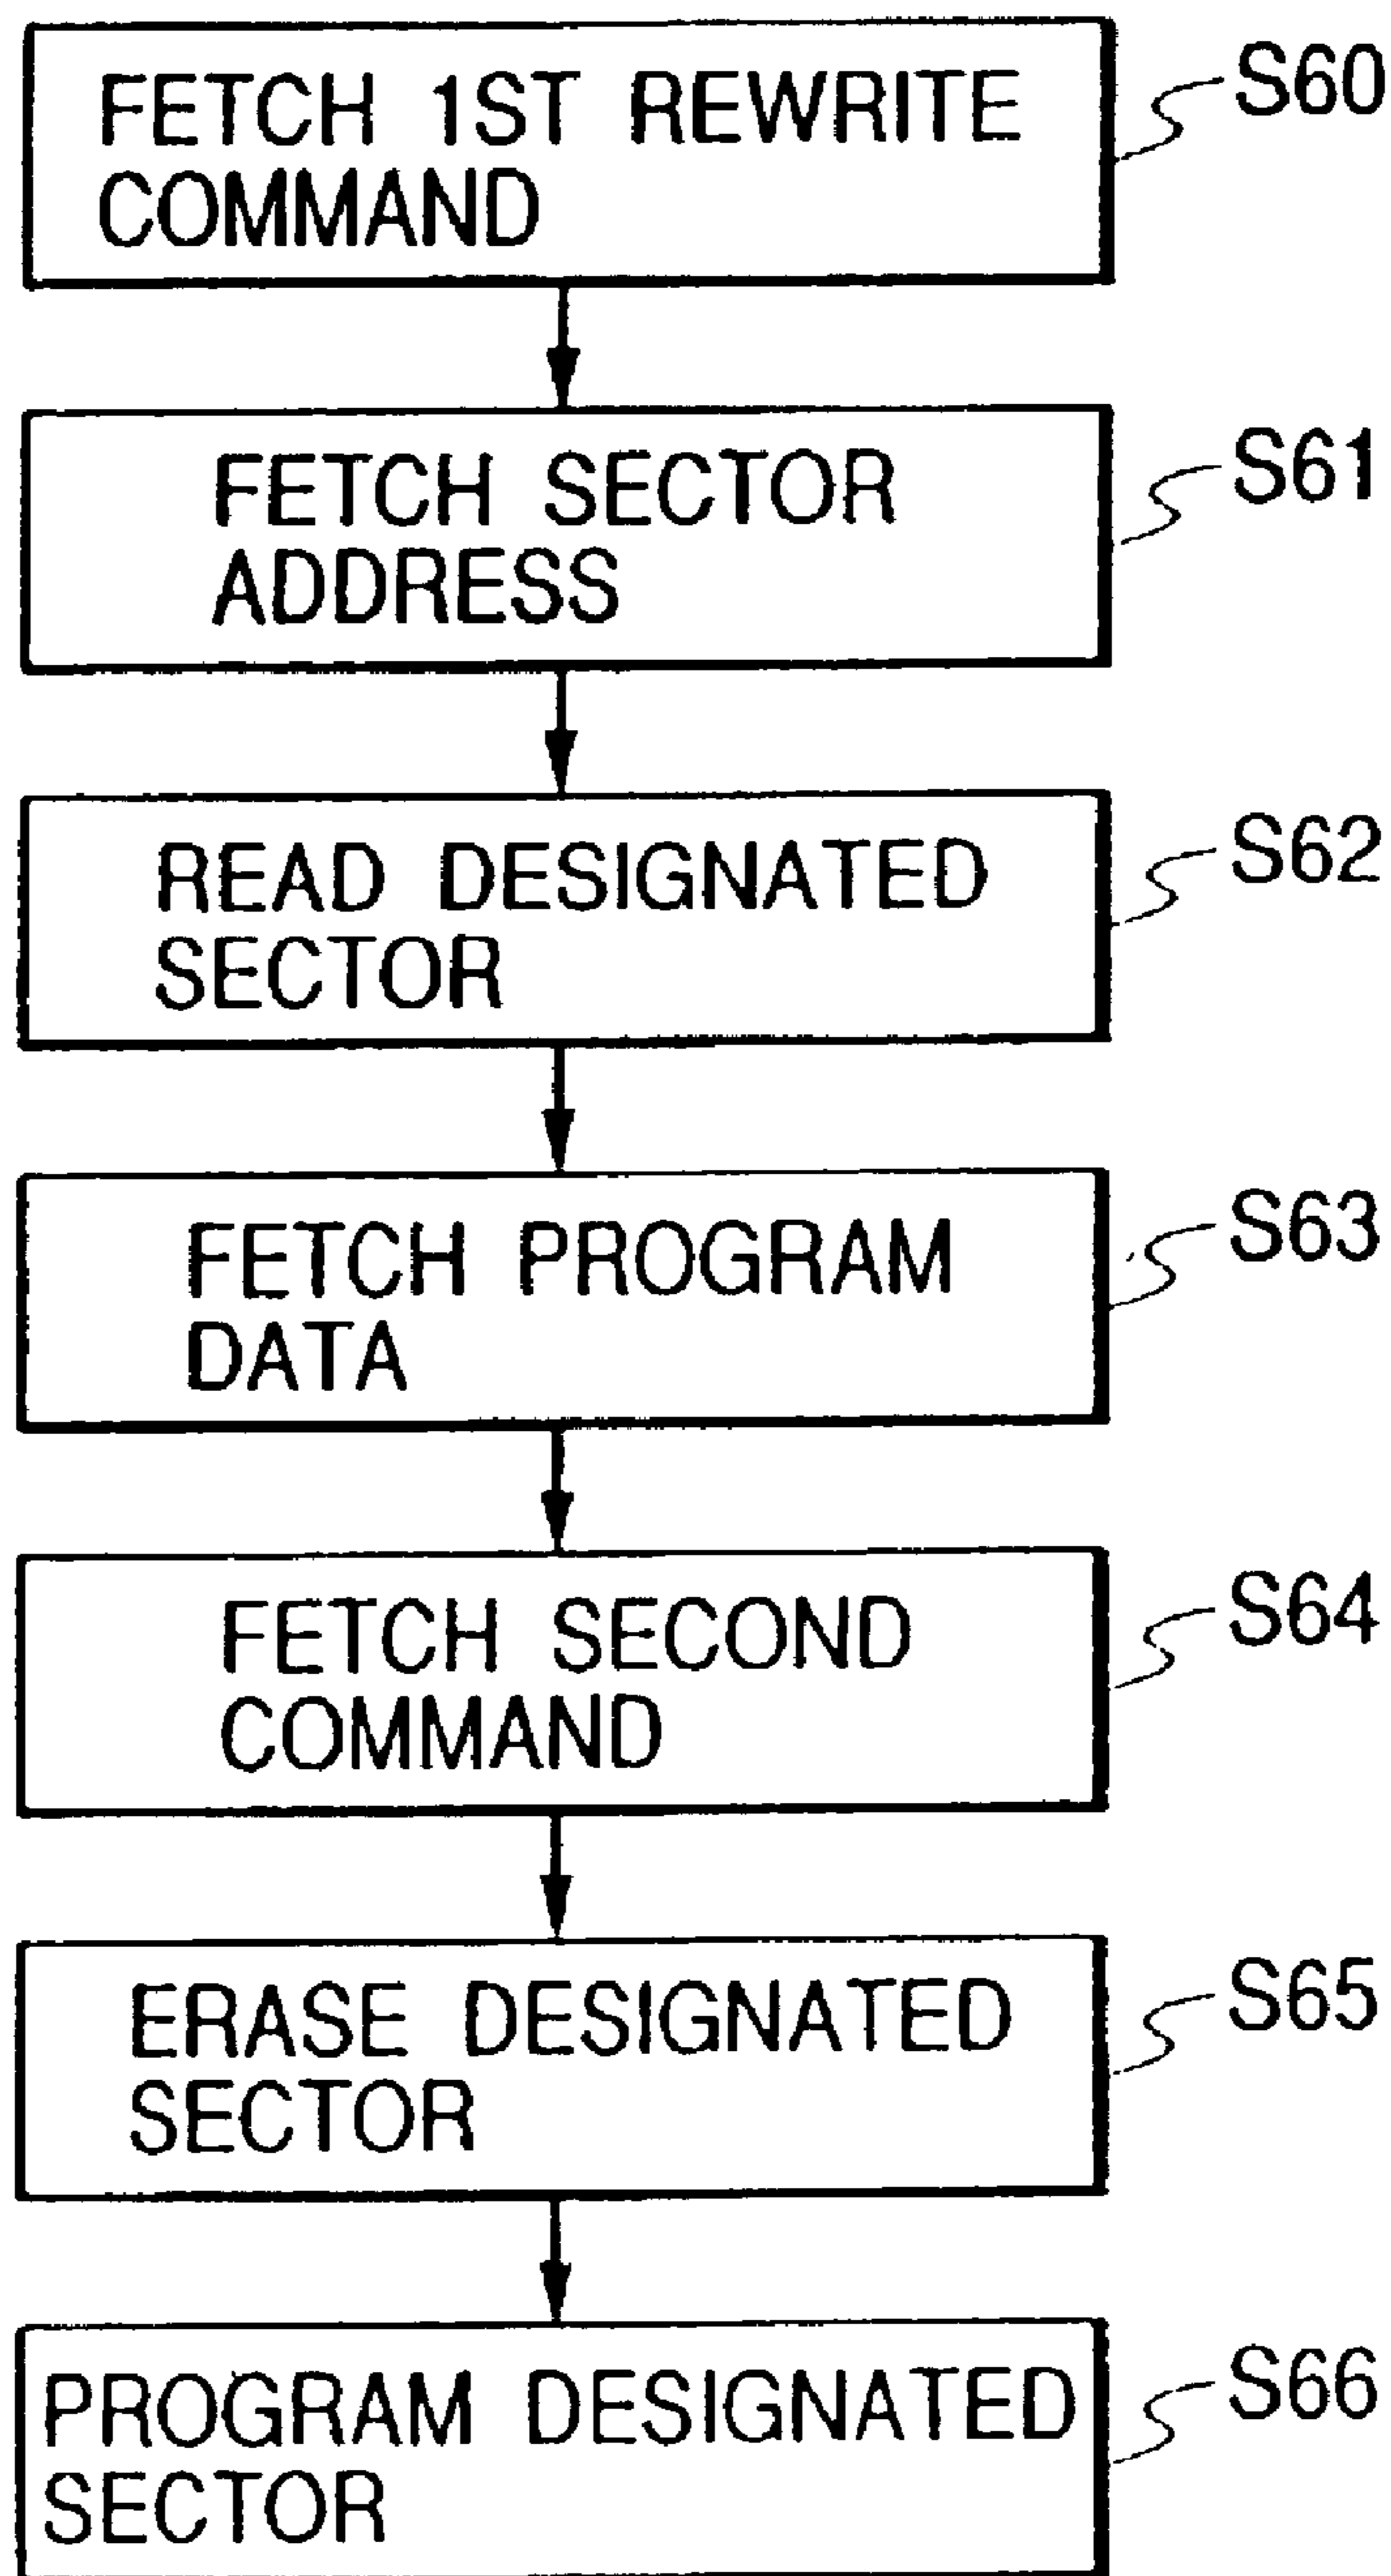 FETCH 1ST REWRITE
COMMAND
S60
FETCH SECTOR
ADDRESS
S61
READ DESIGNATED
SECTOR
S62
FETCH PROGRAM
DATA
S63
FETCH SECOND
COMMAND
S64
ERASE DESIGNATED
SECTOR
S65
PROGRAM DESIGNATED
SECTOR
S66